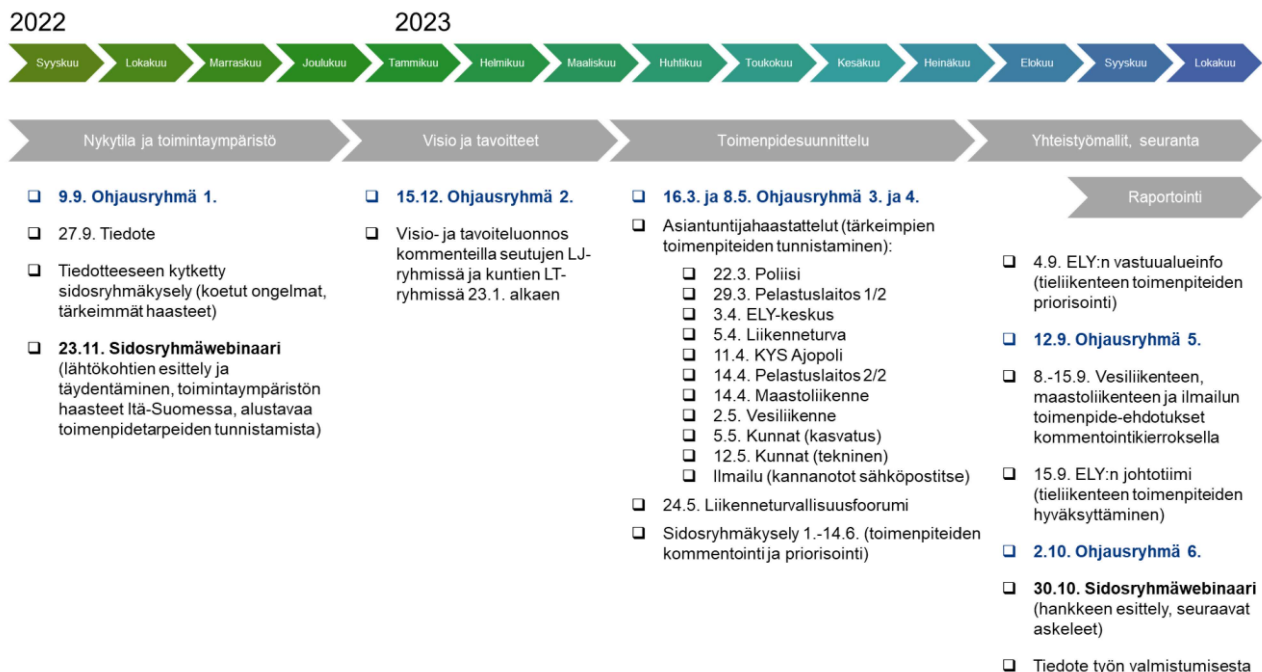 2022
2023
Syyskuu
Lokakuu
Marraskuu
Joulukuu
Tammikuu
Helmikuu
Maaliskuu
Huhtikuu
Toukokuu
Kesäkuu
Heinäkuu
Elokuu
Syyskuu
Lokakuu
Nykytila ja toimintaympäristö
Visio ja tavoitteet
Toimenpidesuunnittelu
Yhteistyömallit, seuranta
Raportointi
9.9. Ohjausryhmä 1.
27.9. Tiedote
Tiedotteeseen kytketty
sidosryhmäkysely (koetut ongelmat,
tärkeimmät haasteet)
23.11. Sidosryhmäwebinaari
(lähtökohtien esittely ja
täydentäminen, toimintaympäristön
haasteet Itä-Suomessa, alustavaa
toimenpidetarpeiden tunnistamista)
15.12. Ohjausryhmä 2.
Visio- ja tavoiteluonnos
kommenteilla seutujen LJ-
ryhmissä ja kuntien LT-
ryhmissä 23.1. alkaen
16.3. ja 8.5. Ohjausryhmä 3. ja 4.
Asiantuntijahaastattelut (tärkeimpien
toimenpiteiden tunnistaminen):
22.3. Poliisi
29.3. Pelastuslaitos 1/2
3.4. ELY-keskus
5.4. Liikenneturva
11.4. KYS Ajopoli
14.4. Pelastuslaitos 2/2
14.4. Maastoliikenne
2.5. Vesiliikenne
5.5. Kunnat (kasvatus)
12.5. Kunnat (tekninen)
Ilmailu (kannanotot sähköpostitse)
24.5. Liikenneturvallisuusfoorumi
Sidosryhmäkysely 1.-14.6. (toimenpiteiden
kommentointi ja priorisointi)
4.9. ELY:n vastuualueinfo
(tieliikenteen toimenpiteiden
priorisointi)
12.9. Ohjausryhmä 5.
8.-15.9. Vesiliikenteen,
maastoliikenteen ja ilmailun
toimenpide-ehdotukset
kommentointikierroksella
15.9. ELY:n johtotiimi
(tieliikenteen toimenpiteiden
hyväksyttäminen)
2.10. Ohjausryhmä 6.
30.10. Sidosryhmäwebinaari
(hankkeen esittely, seuraavat
askeleet)
Tiedote työn valmistumisesta